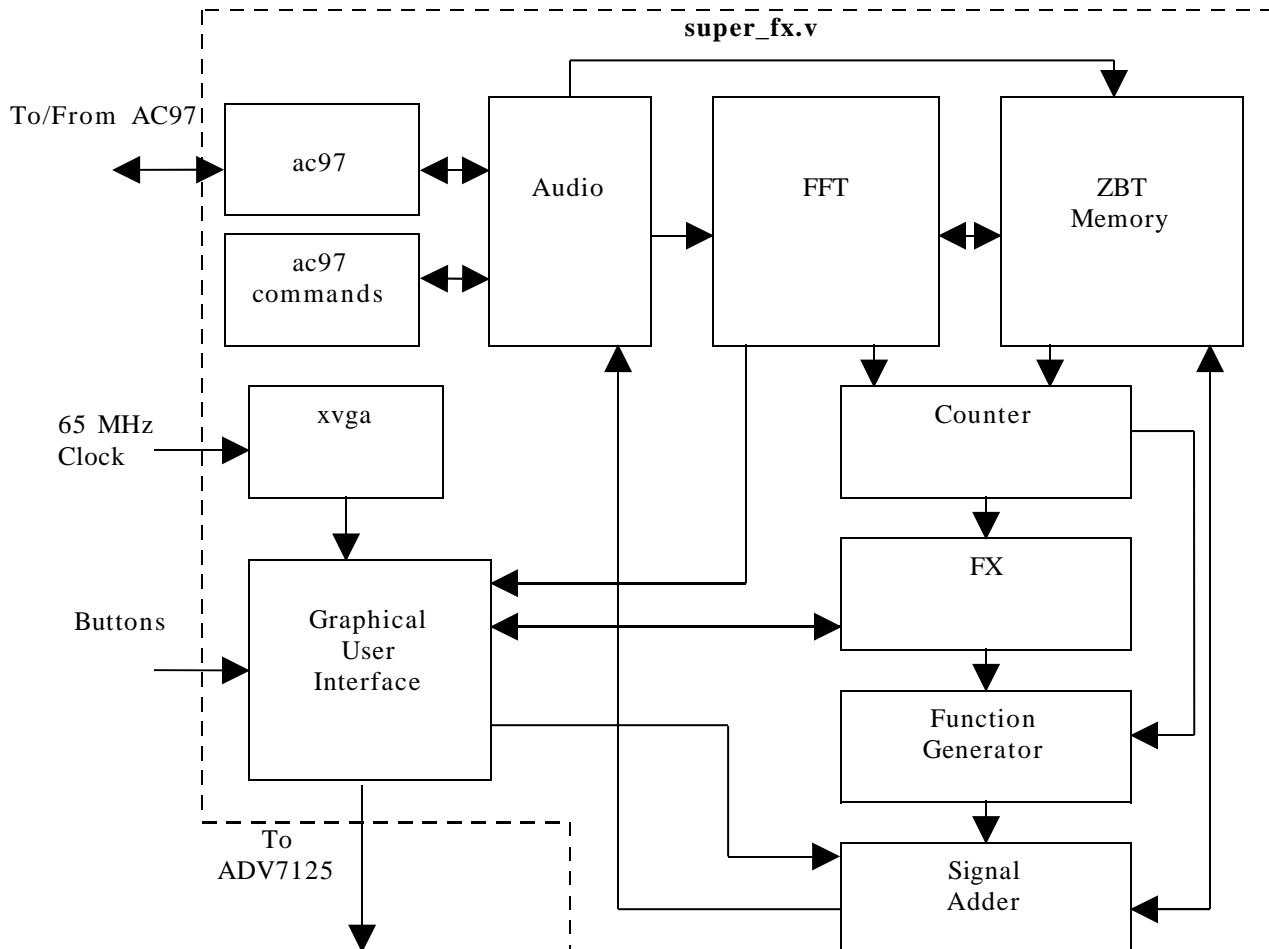 super_fx.v
To/From AC97
ac97
Audio
FFT
ZBT
Memory
ac97
commands
65 MHz
Clock
xvga
Counter
FX
Buttons
Graphical
User
Interface
Function
Generator
To
ADV7125
Signal
Adder